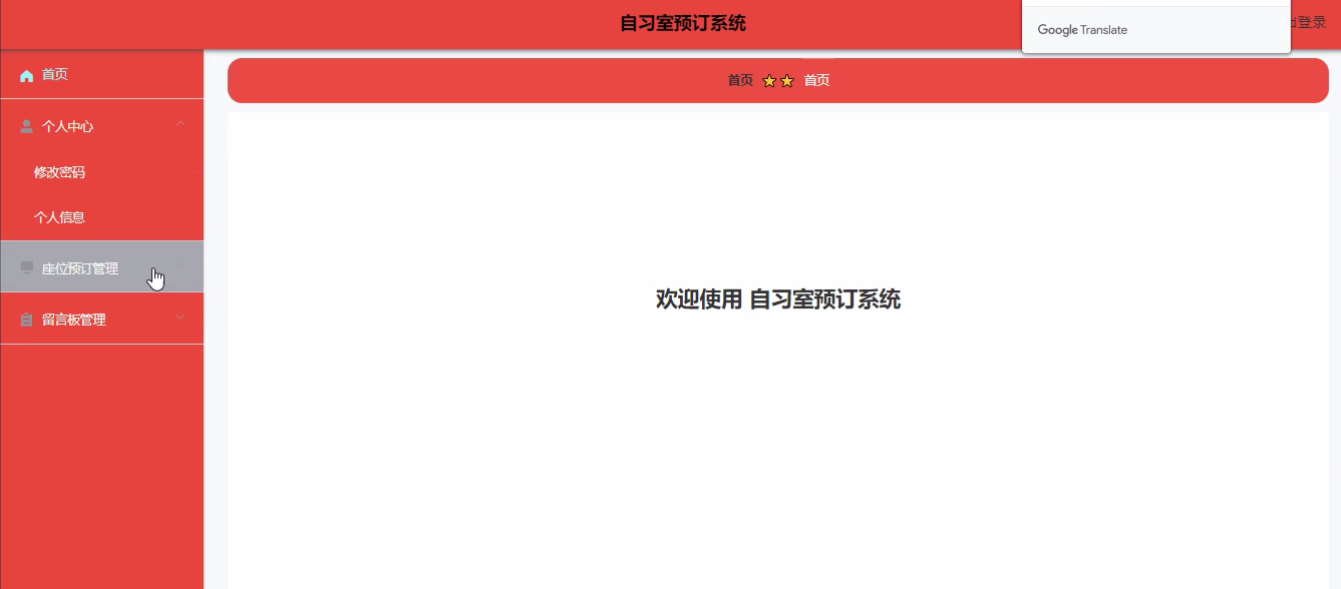 自习室预订系统
Google Translate
登录
首页
首页 首页
个人中心
修改密码
个人信息
座位预订管理
欢迎使用 自习室预订系统
留言板管理